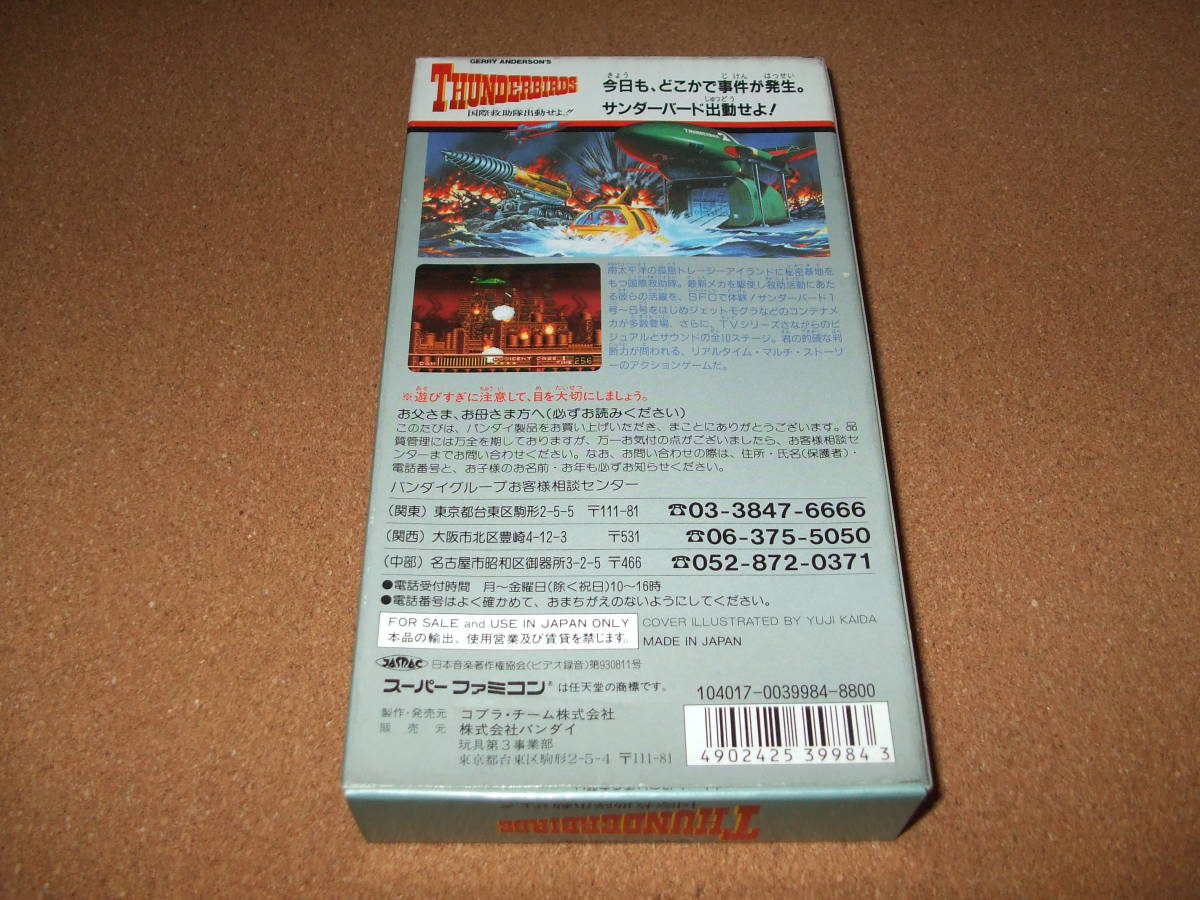 GERRY ANDERSON'S
THUNDERBIRDS
国際救助隊出動せよ!!
今日も、どこかで事件が発生。
サンダーバード出動せよ!
THUNDERBIRD 2
南太平洋の孤島トレーシーアイランドに秘密基地を
もつ国際救助隊。最新メカを駆使し救助活動にあた
る彼らの活躍を、SFCで体験!サンダーバード1
号〜5号をはじめジェットモグラなどのコンテナメ
カが多数登場。さらに、TVシリーズさながらのビ
ジュアルとサウンドの全10ステージ。君の的確な判
断力が問われる、リアルタイム・マルチ・ストーリ
ーのアクションゲームだ。
ACCIDENT CASE 1
TIME 256
※遊びすぎに注意して、目を大切にしましょう。
お父さま、お母さま方へ(必ずお読みください)
このたびは、バンダイ製品をお買い上げいただき、まことにありがとうございます。品
質管理には万全を期しておりますが、万一お気付の点がございましたら、お客様相談セ
ンターまでお問い合わせください。なお、お問い合わせの際は、住所・氏名(保護者)・
電話番号と、お子様のお名前・お年も必ずお知らせください。
バンダイグループお客様相談センター
(関東) 東京都台東区駒形2-5-5 〒111-81 ☎03-3847-6666
(関西) 大阪市北区豊崎4-12-3 〒531 ☎06-375-5050
(中部) 名古屋市昭和区御器所3-2-5 〒466 ☎052-872-0371
●電話受付時間 月〜金曜日(除く祝日)10〜16時
●電話番号はよく確かめて、おまちがえのないようにしてください。
FOR SALE and USE IN JAPAN ONLY
本品の輸出、使用営業及び賃貸を禁じます。
COVER ILLUSTRATED BY YUJI KAIDA
MADE IN JAPAN
JASRAC 日本音楽著作権協会(ビデオ録音)第930811号
スーパーファミコン®は任天堂の商標です。
104017-0039984-8800
製作・発売元 コブラ・チーム株式会社
販売元 株式会社バンダイ
玩具第3事業部
東京都台東区駒形2-5-4 〒111-81
4902425399843
THUNDERBIRDS
国際救助隊出動せよ!!